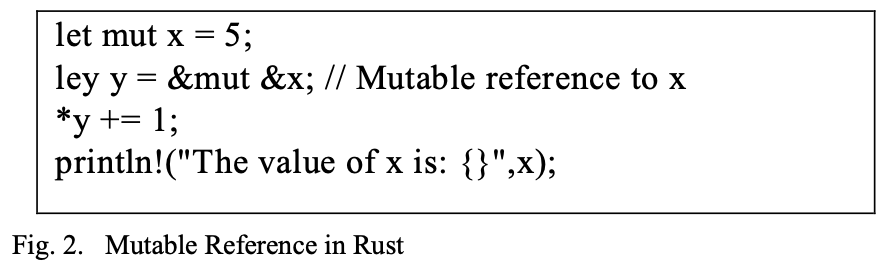 let mut x = 5;
ley y = &mut &x; // Mutable reference to x
*y += 1;
println!("The value of x is: {}",x);
Fig. 2. Mutable Reference in Rust